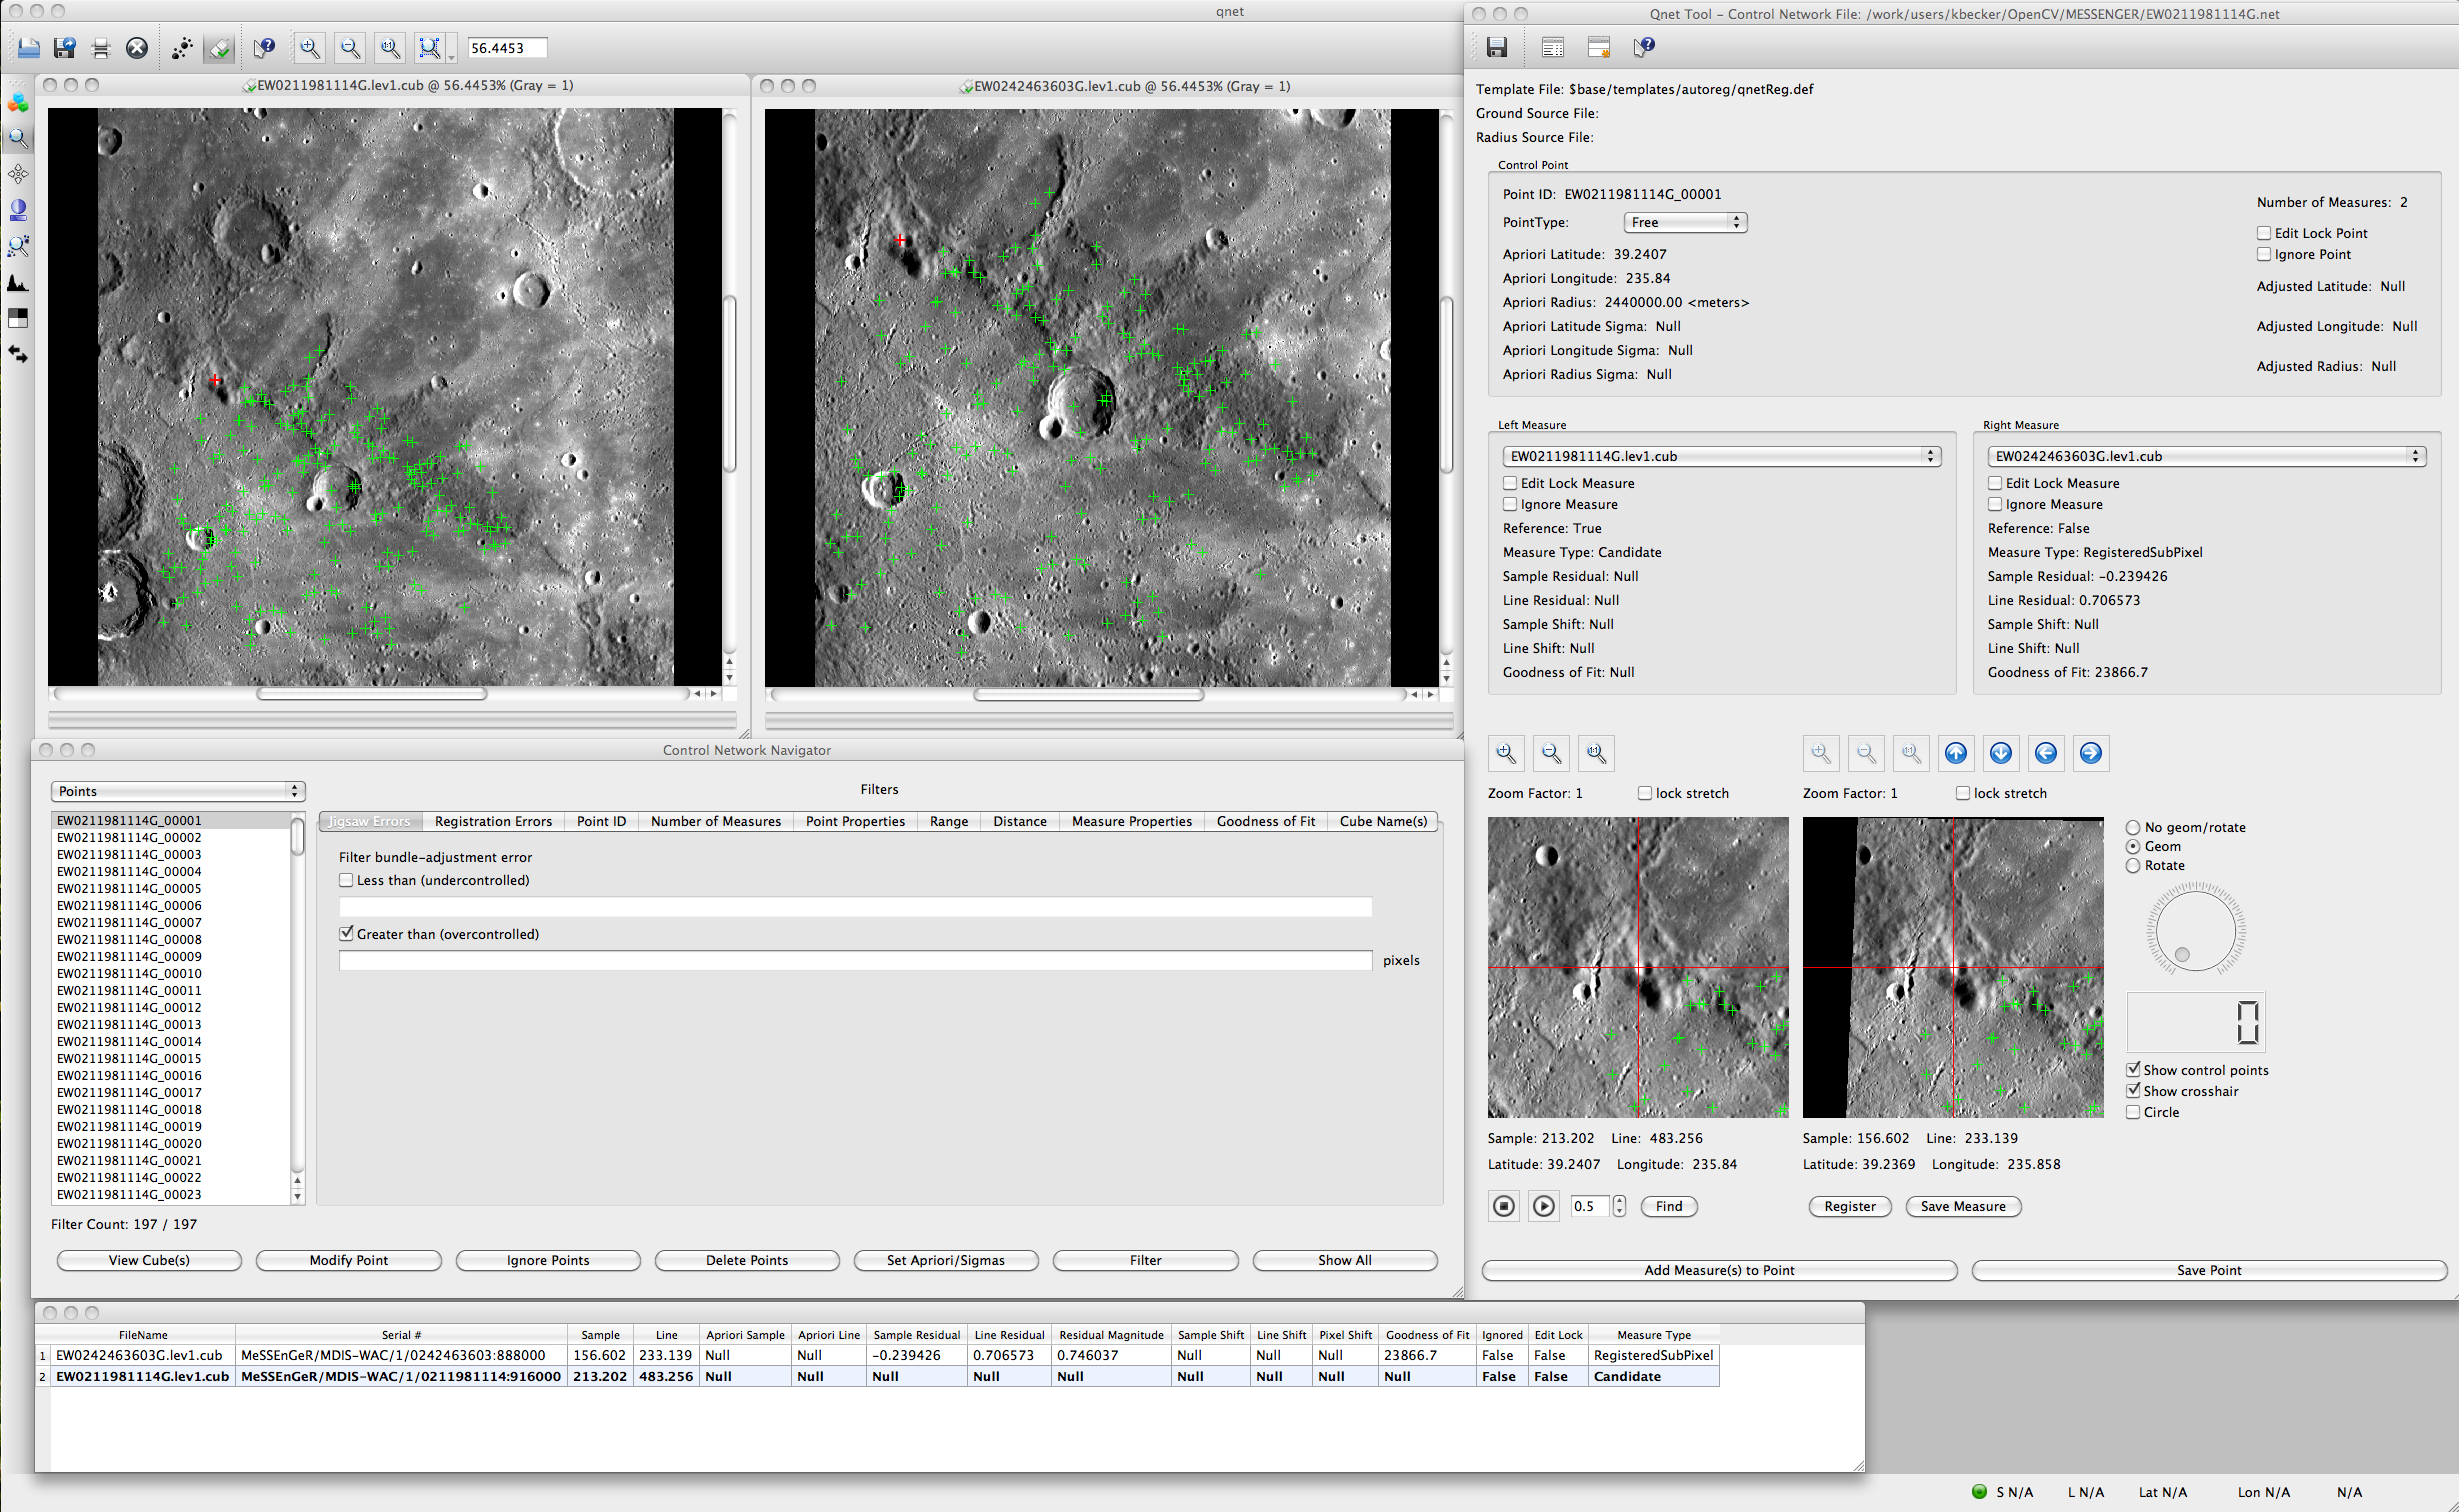 qnet
56.4453
EW0211981114G.lev1.cub @ 56.4453% (Gray = 1)
EW0242463603G.lev1.cub @ 56.4453% (Gray = 1)
Qnet Tool - Control Network File: /work/users/kbecker/OpenCV/MESSENGER/EW0211981114G.net
Template File: $base/templates/autoreg/qnetReg.def
Ground Source File:
Radius Source File:
Control Point
Point ID: EW0211981114G_00001
PointType: Free
Apriori Latitude: 39.2407
Apriori Longitude: 235.84
Apriori Radius: 2440000.00 <meters>
Apriori Latitude Sigma: Null
Apriori Longitude Sigma: Null
Apriori Radius Sigma: Null
Number of Measures: 2
Edit Lock Point
Ignore Point
Adjusted Latitude: Null
Adjusted Longitude: Null
Adjusted Radius: Null
Left Measure
EW0211981114G.lev1.cub
Edit Lock Measure
Ignore Measure
Reference: True
Measure Type: Candidate
Sample Residual: Null
Line Residual: Null
Sample Shift: Null
Line Shift: Null
Goodness of Fit: Null
Right Measure
EW0242463603G.lev1.cub
Edit Lock Measure
Ignore Measure
Reference: False
Measure Type: RegisteredSubPixel
Sample Residual: -0.239426
Line Residual: 0.706573
Sample Shift: Null
Line Shift: Null
Goodness of Fit: 23866.7
Zoom Factor: 1 lock stretch
Zoom Factor: 1 lock stretch
No geom/rotate
Geom
Rotate
0
Show control points
Show crosshair
Circle
Sample: 213.202 Line: 483.256
Latitude: 39.2407 Longitude: 235.84
Sample: 156.602 Line: 233.139
Latitude: 39.2369 Longitude: 235.858
0.5 Find
Register Save Measure
Add Measure(s) to Point Save Point
Control Network Navigator
Points
Filters
EW0211981114G_00001
EW0211981114G_00002
EW0211981114G_00003
EW0211981114G_00004
EW0211981114G_00005
EW0211981114G_00006
EW0211981114G_00007
EW0211981114G_00008
EW0211981114G_00009
EW0211981114G_00010
EW0211981114G_00011
EW0211981114G_00012
EW0211981114G_00013
EW0211981114G_00014
EW0211981114G_00015
EW0211981114G_00016
EW0211981114G_00017
EW0211981114G_00018
EW0211981114G_00019
EW0211981114G_00020
EW0211981114G_00021
EW0211981114G_00022
EW0211981114G_00023
Jigsaw Errors Registration Errors Point ID Number of Measures Point Properties Range Distance Measure Properties Goodness of Fit Cube Name(s)
Filter bundle-adjustment error
Less than (undercontrolled)
Greater than (overcontrolled)
pixels
Filter Count: 197 / 197
View Cube(s) Modify Point Ignore Points Delete Points Set Apriori/Sigmas Filter Show All
FileName Serial # Sample Line Apriori Sample Apriori Line Sample Residual Line Residual Residual Magnitude Sample Shift Line Shift Pixel Shift Goodness of Fit Ignored Edit Lock Measure Type
1 EW0242463603G.lev1.cub MeSSEnGeR/MDIS-WAC/1/0242463603:888000 156.602 233.139 Null Null -0.239426 0.706573 0.746037 Null Null Null 23866.7 False False RegisteredSubPixel
2 EW0211981114G.lev1.cub MeSSEnGeR/MDIS-WAC/1/0211981114:916000 213.202 483.256 Null Null Null Null Null Null Null Null Null False False Candidate
S N/A L N/A Lat N/A Lon N/A N/A